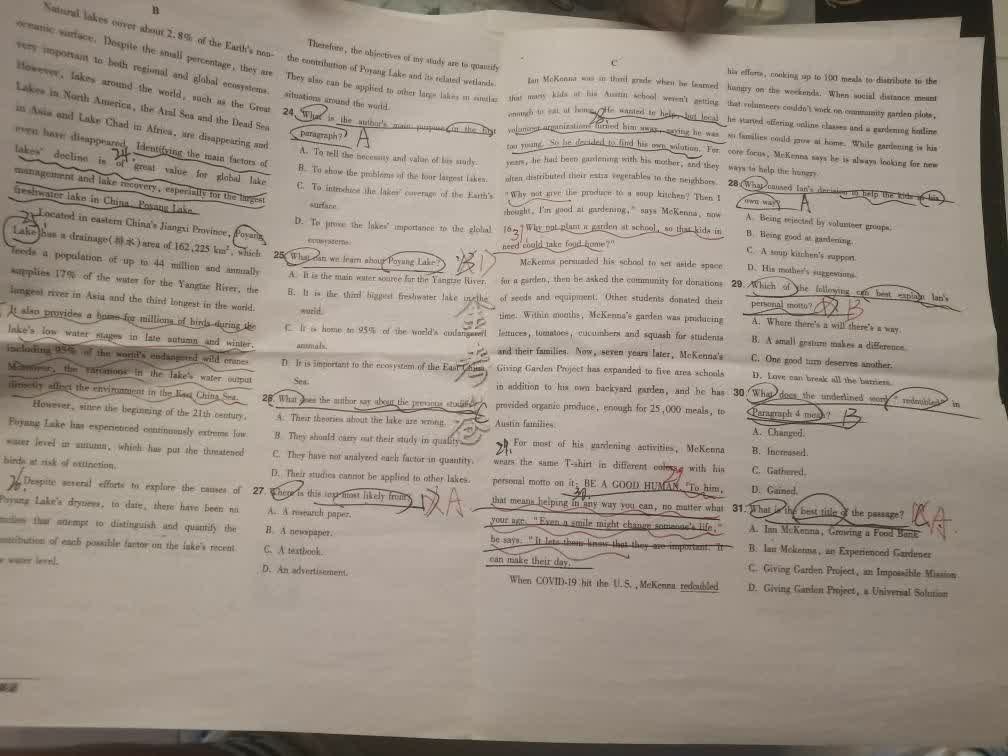 B
Natural lakes cover about 2.8% of the Earth's non-
oceanic surface. Despite the small percentage, they are
very important to both regional and global ecosystems.
However, lakes around the world, such as the Great
Lakes in North America, the Aral Sea and the Dead Sea
in Asia and Lake Chad in Africa, are disappearing and
even have disappeared. Identifying the main factors of
lakes' decline is of great value for global lake
management and lake recovery, especially for the largest
freshwater lake in China, Poyang Lake.
Located in eastern China's Jiangxi Province, Poyang
Lake has a drainage(排水) area of 162,225 km², which
feeds a population of up to 44 million and annually
supplies 17% of the water for the Yangtze River, the
longest river in Asia and the third longest in the world.
It also provides a home for millions of birds during the
lake's low water stages in late autumn and winter,
including 95% of the world's endangered wild cranes.
Moreover, the variations in the lake's water output
directly affect the environment in the East China Sea.
However, since the beginning of the 21th century,
Poyang Lake has experienced continuously extreme low
water level in autumn, which has put the threatened
birds at risk of extinction.
26 Despite several efforts to explore the causes of
Poyang Lake's dryness, to date, there have been no
studies that attempt to distinguish and quantify the
contribution of each possible factor on the lake's recent
water level.
Therefore, the objectives of my study are to quantify
the contribution of Poyang Lake and its related wetlands.
They also can be applied to other large lakes in similar
situations around the world.
24. What is the author's main purpose in the first
paragraph? A
A. To tell the necessity and value of his study.
B. To show the problems of the four largest lakes.
C. To introduce the lakes' coverage of the Earth's
surface.
D. To prove the lakes' importance to the global
ecosystems.
25. What can we learn about Poyang Lake? D
A. It is the main water source for the Yangtze River.
B. It is the third biggest freshwater lake in the
world.
C. It is home to 95% of the world's endangered
animals.
D. It is important to the ecosystem of the East China
Sea.
26. What does the author say about the previous studies?
A. Their theories about the lake are wrong.
B. They should carry out their study in quality.
C. They have not analyzed each factor in quantity.
D. Their studies cannot be applied to other lakes.
27. Where is this text most likely from? A
A. A research paper.
B. A newspaper.
C. A textbook.
D. An advertisement.
C
Ian McKenna was in third grade when he learned
that many kids at his Austin school weren't getting
enough to eat at home. He wanted to help, but local
volunteer organizations turned him away, saying he was
too young. So he decided to find his own solution. For
years, he had been gardening with his mother, and they
often distributed their extra vegetables to the neighbors.
"Why not give the produce to a soup kitchen? Then I
thought, I'm good at gardening," says McKenna, now
16. "Why not plant a garden at school, so that kids in
need could take food home?"
McKenna persuaded his school to set aside space
for a garden, then he asked the community for donations
of seeds and equipment. Other students donated their
time. Within months, McKenna's garden was producing
lettuces, tomatoes, cucumbers and squash for students
and their families. Now, seven years later, McKenna's
Giving Garden Project has expanded to five area schools
in addition to his own backyard garden, and he has
provided organic produce, enough for 25,000 meals, to
Austin families.
29. For most of his gardening activities, McKenna
wears the same T-shirt in different colors, with his
personal motto on it: BE A GOOD HUMAN. "To him,
that means helping in any way you can, no matter what
your age. "Even a smile might change someone's life,"
he says. "It lets them know that they are important. It
can make their day.
When COVID-19 hit the U.S., McKenna redoubled
his efforts, cooking up to 100 meals to distribute to the
hungry on the weekends. When social distance meant
that volunteers couldn't work on community garden plots,
he started offering online classes and a gardening hotline
so families could grow at home. While gardening is his
core focus, McKenna says he is always looking for new
ways to help the hungry.
28. What caused Ian's decision to help the kids in his
own way? A
A. Being rejected by volunteer groups.
B. Being good at gardening.
C. A soup kitchen's support.
D. His mother's suggestions.
29. Which of the following can best explain Ian's
personal motto? B
A. Where there's a will there's a way.
B. A small gesture makes a difference.
C. One good turn deserves another.
D. Love can break all the barriers.
30. What does the underlined word "redoubled" in
Paragraph 4 mean? B
A. Changed.
B. Increased.
C. Gathered.
D. Gained.
31. What is the best title of the passage? A
A. Ian McKenna, Growing a Food Bank
B. Ian Mckenna, an Experienced Gardener
C. Giving Garden Project, an Impossible Mission
D. Giving Garden Project, a Universal Solution